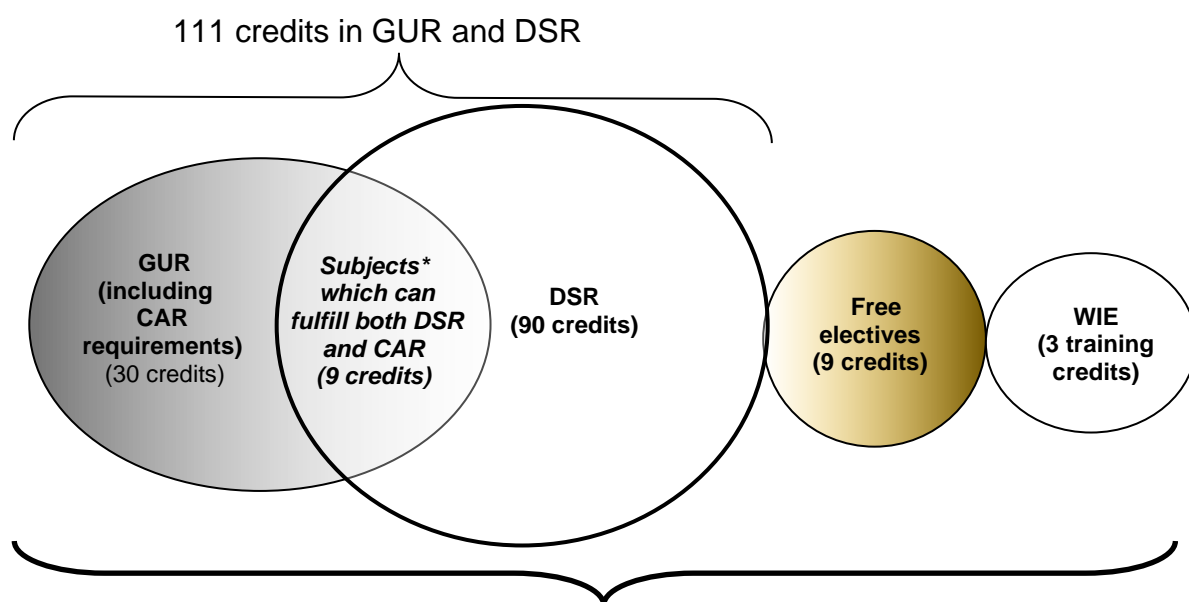 111 credits in GUR and DSR
GUR
(including
CAR
requirements)
(30 credits)
Subjects*
which can
fulfill both DSR
and CAR
(9 credits)
DSR
(90 credits)
Free
electives
(9 credits)
WIE
(3 training
credits)